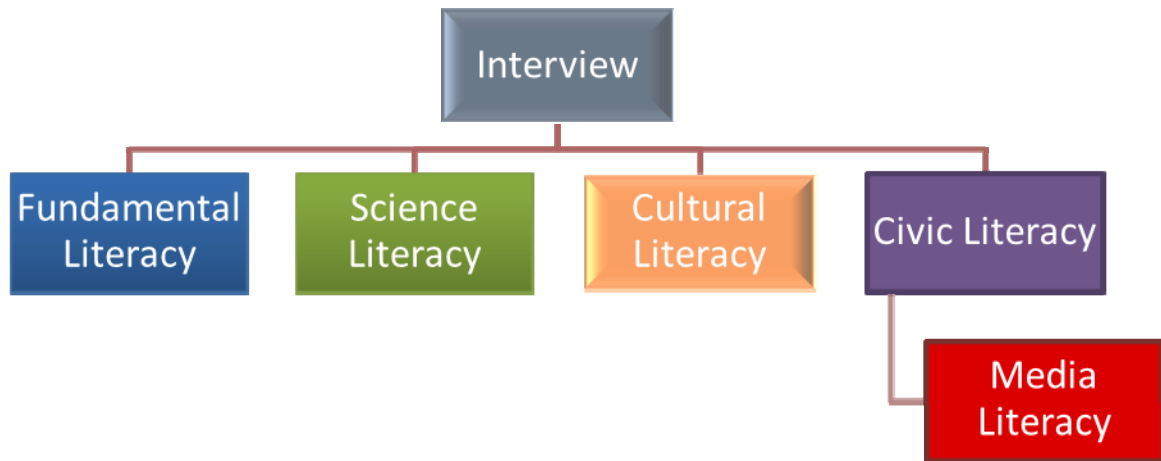 Interview
Fundamental
Literacy
Science
Literacy
Cultural
Literacy
Civic Literacy
Media
Literacy